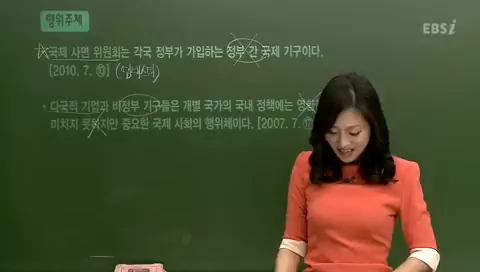 행위주체
EBSi
국제 사면 위원회는 각국 정부가 가입하는 정부 간 국제 기구이다.
[2010. 7. ⑩]
• 다국적 기업과 비정부 기구들은 개별 국가의 국내 정책에는
미치지 못하지만 중요한 국제 사회의 행위체이다. [2007. 7.